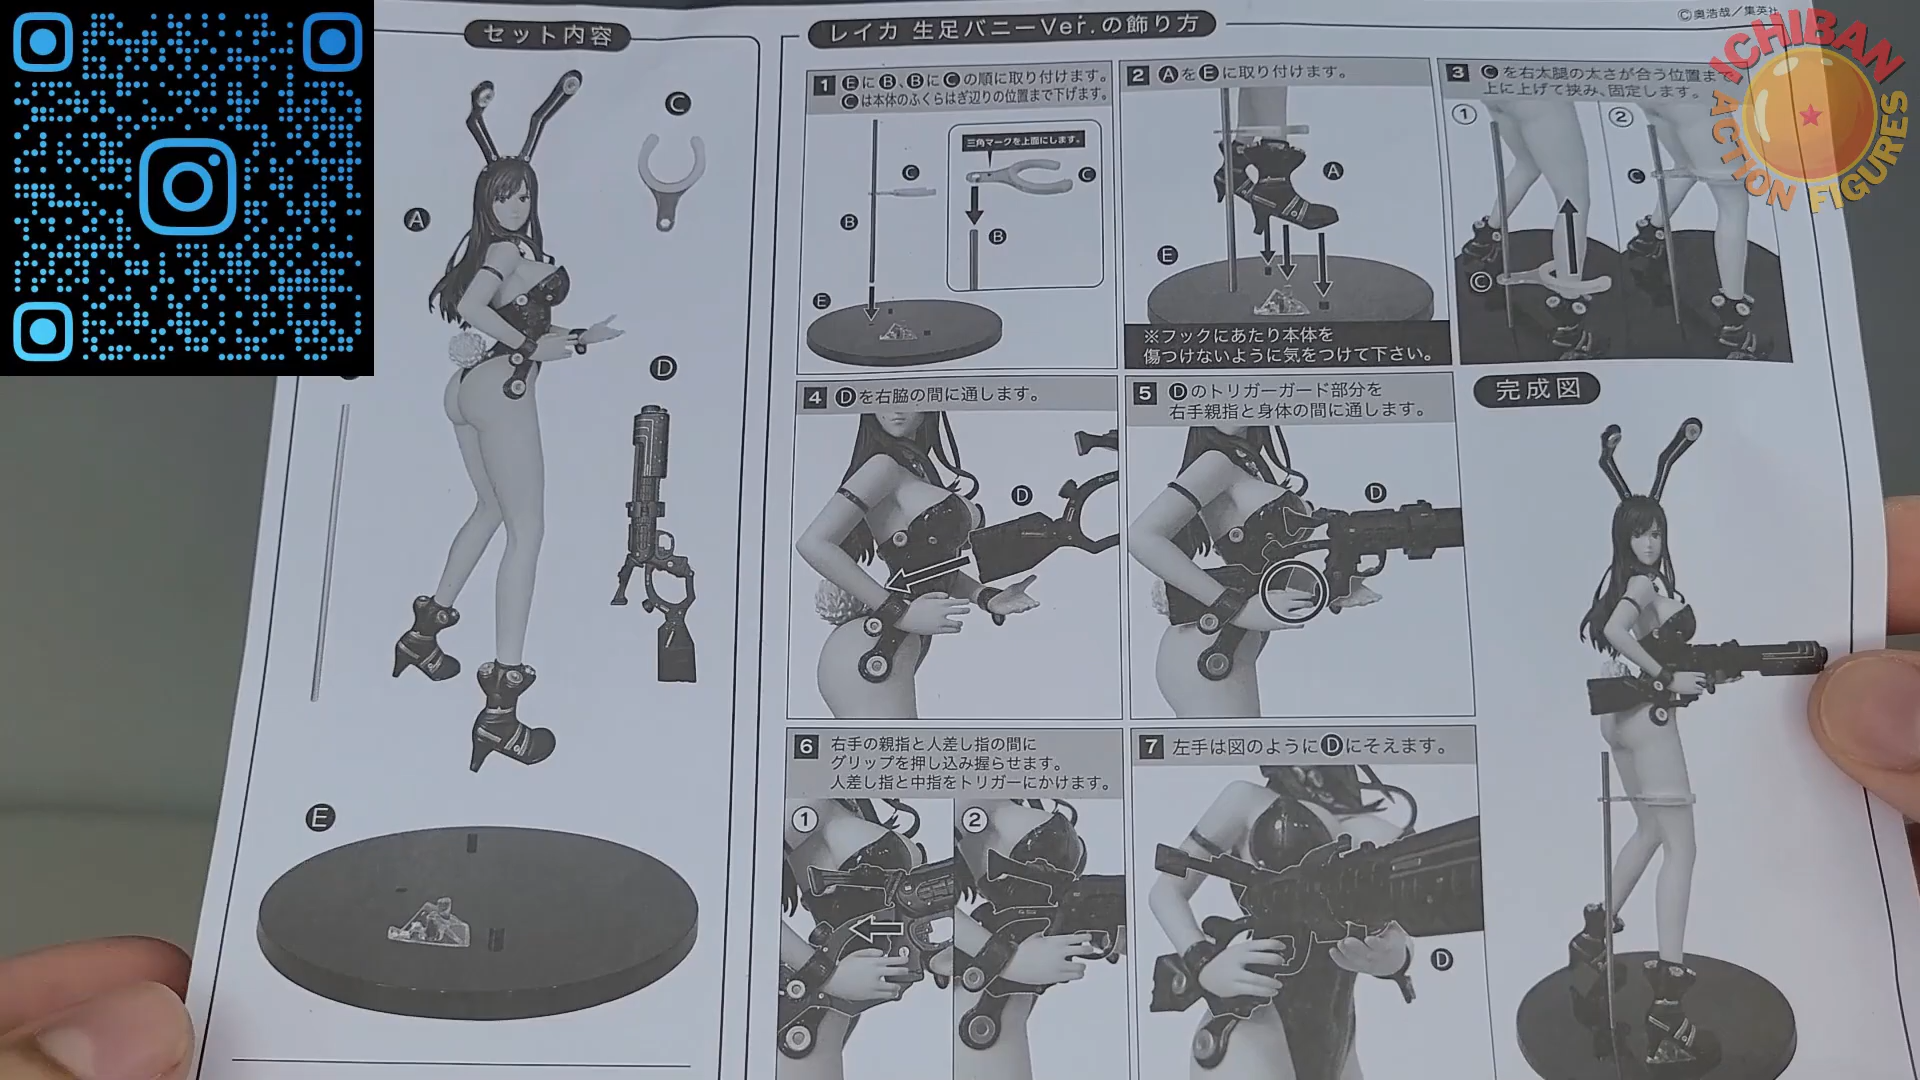 セット内容
A
C
D
E
レイカ 生足バニーVer.の飾り方
©奥浩哉／集英社
1 EにB、BにCの順に取り付けます。
Cは本体のふくらはぎ辺りの位置まで下げます。
三角マークを上面にします。
C
C
B
B
E
2 AをEに取り付けます。
A
E
※フックにあたり本体を
傷つけないように気をつけて下さい。
3 Cを右太腿の太さが合う位置まで
上に上げて挟み、固定します。
① ②
C
C
4 Dを右脇の間に通します。
D
5 Dのトリガーガード部分を
右手親指と身体の間に通します。
D
6 右手の親指と人差し指の間に
グリップを押し込み握らせます。
人差し指と中指をトリガーにかけます。
① ②
7 左手は図のようにDにそえます。
D
完成図
ICHIBAN
ACTION FIGURES